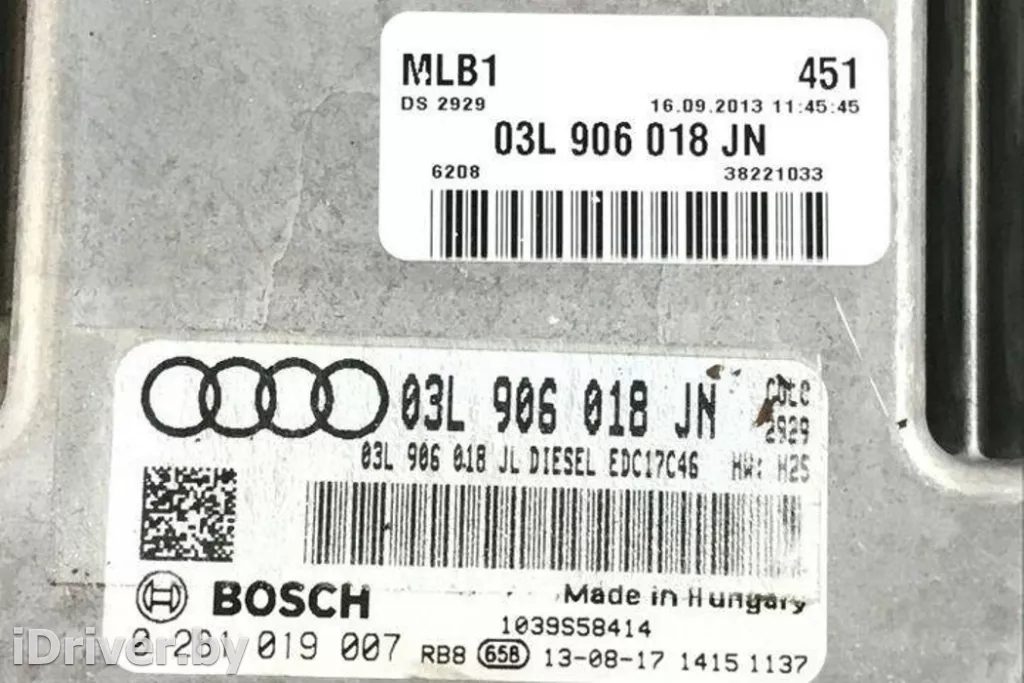 MLB1 451
DS 2929 16.09.2013 11:45:45
03L 906 018 JN
6208 38221033
03L 906 018 JN CDLC
03L 906 018 JL DIESEL EDC17C46 HW: H25 2929
BOSCH Made in Hungary
1039S58414
0 281 019 007 RB8 658 13-08-17 1415 1137
iDriver.by